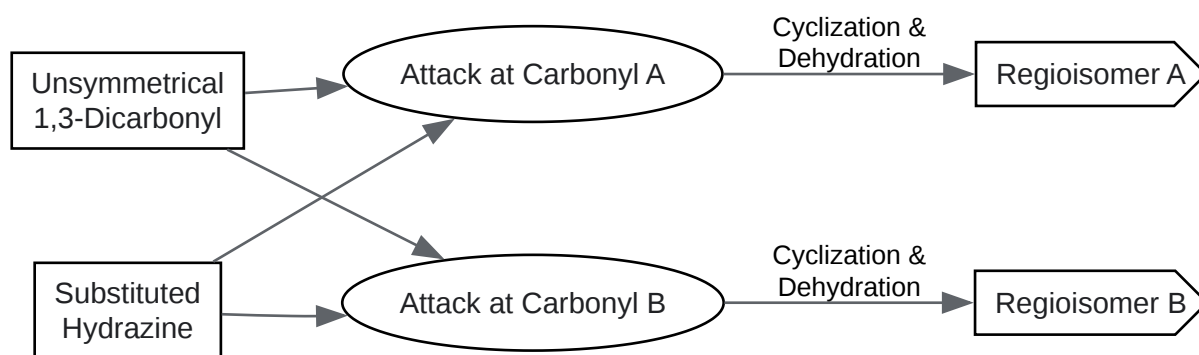 Unsymmetrical
1,3-Dicarbonyl
Attack at Carbonyl A
Cyclization &
Dehydration
Regioisomer A
Substituted
Hydrazine
Attack at Carbonyl B
Cyclization &
Dehydration
Regioisomer B